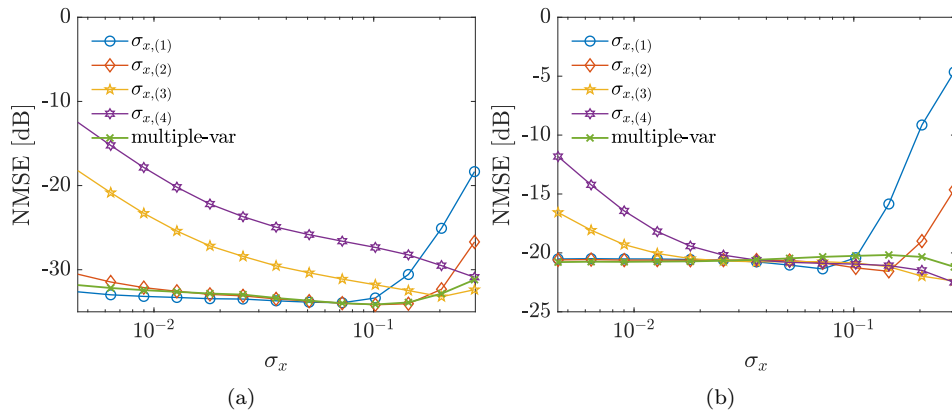 0
-10
-20
-30
NMSE [dB]
σx,(1)
σx,(2)
σx,(3)
σx,(4)
multiple-var
10^-2
10^-1
σx
(a)
0
-5
-10
-15
-20
-25
NMSE [dB]
σx,(1)
σx,(2)
σx,(3)
σx,(4)
multiple-var
10^-2
10^-1
σx
(b)